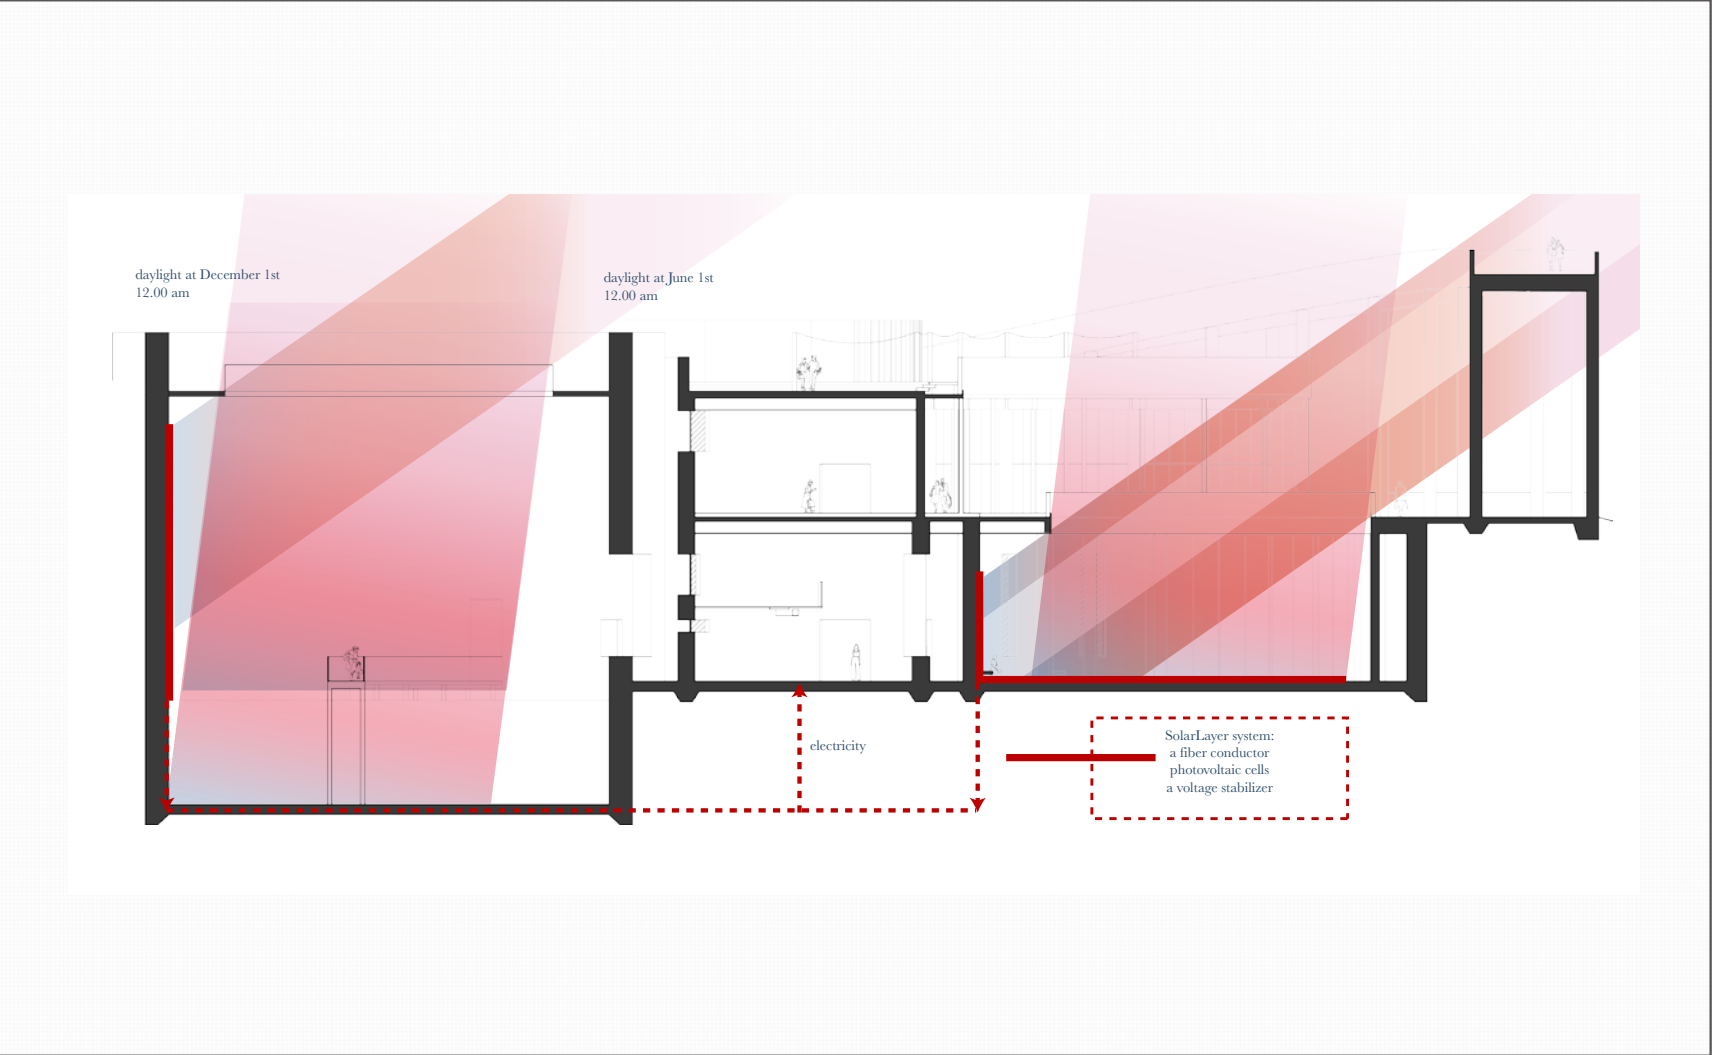 daylight at December 1st
12.00 am
daylight at June 1st
12.00 am
electricity
SolarLayer system:
a fiber conductor
photovoltaic cells
a voltage stabilizer